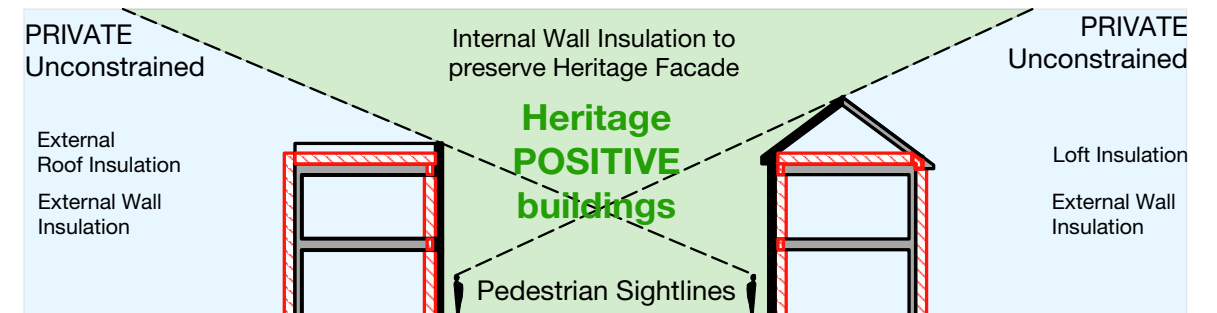 PRIVATE
Unconstrained
External
Roof Insulation
External Wall
Insulation
Internal Wall Insulation to
preserve Heritage Facade
Heritage
POSITIVE
buildings
Pedestrian Sightlines
PRIVATE
Unconstrained
Loft Insulation
External Wall
Insulation